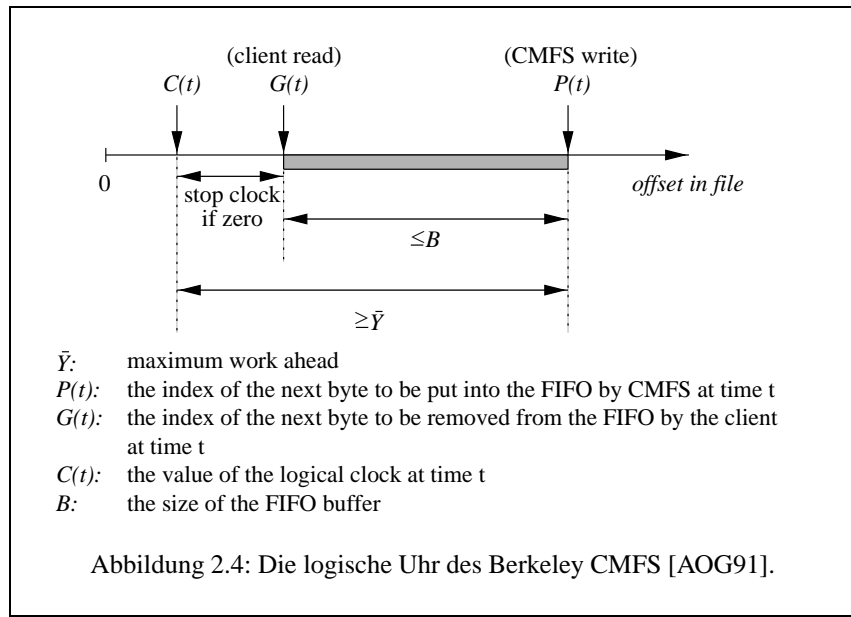 (client read) (CMFS write)
C(t) G(t) P(t)
0 offset in file
stop clock
if zero
≤B
≥Ȳ
Ȳ: maximum work ahead
P(t): the index of the next byte to be put into the FIFO by CMFS at time t
G(t): the index of the next byte to be removed from the FIFO by the client
at time t
C(t): the value of the logical clock at time t
B: the size of the FIFO buffer
Abbildung 2.4: Die logische Uhr des Berkeley CMFS [AOG91].